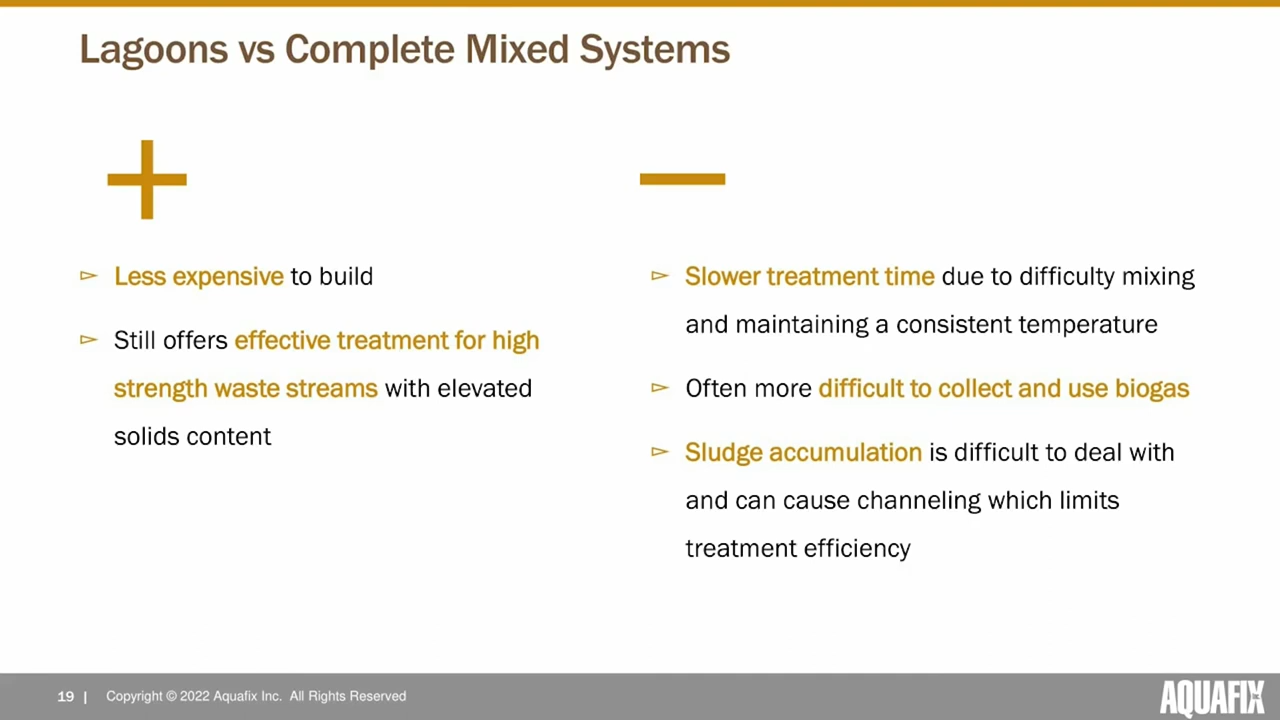 Lagoons vs Complete Mixed Systems
+
–
▻ Less expensive to build
▻ Still offers effective treatment for high
strength waste streams with elevated
solids content
▻ Slower treatment time due to difficulty mixing
and maintaining a consistent temperature
▻ Often more difficult to collect and use biogas
▻ Sludge accumulation is difficult to deal with
and can cause channeling which limits
treatment efficiency
19 | Copyright © 2022 Aquafix Inc. All Rights Reserved
AQUAFIX INC.